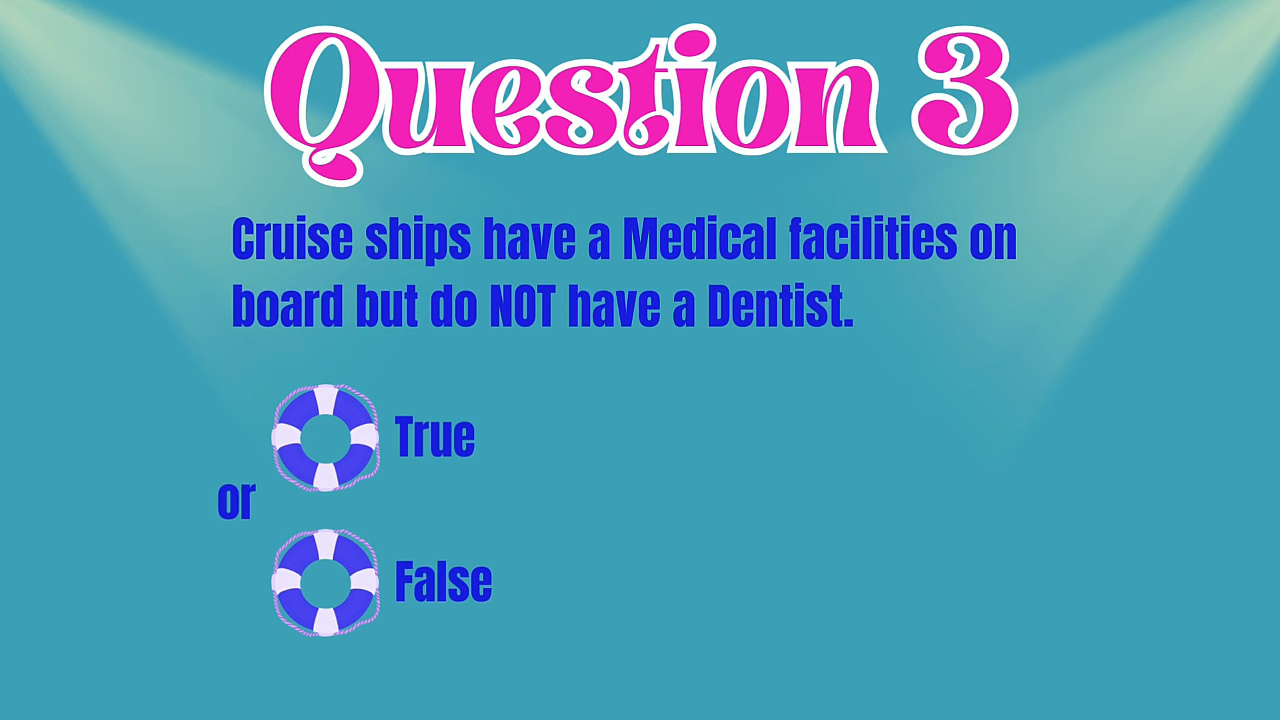 Question 3
Cruise ships have a Medical facilities on
board but do NOT have a Dentist.
True
or
False